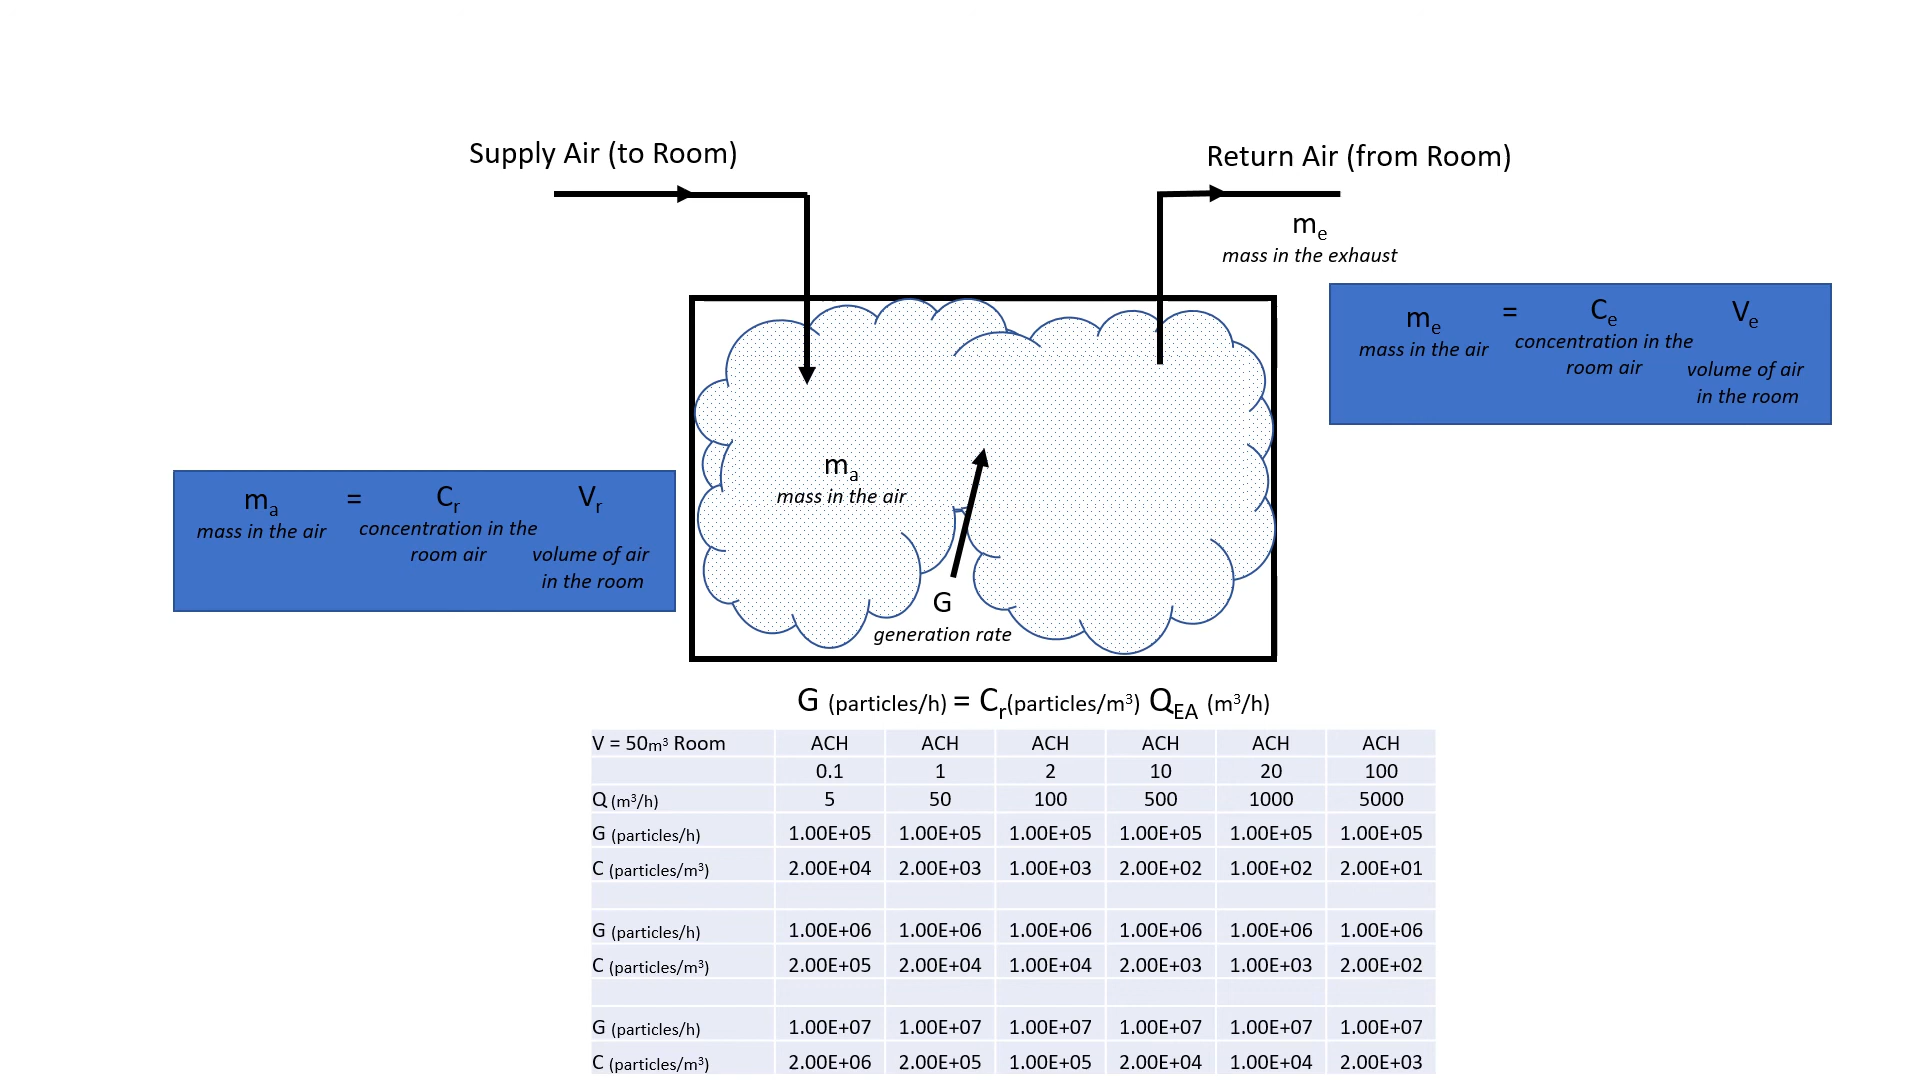 Supply Air (to Room)
Return Air (from Room)
mₑ
mass in the exhaust
mₑ = Cₑ Vₑ
mass in the air
concentration in the
room air
volume of air
in the room
mₐ = Cᵣ Vᵣ
mass in the air
concentration in the
room air
volume of air
in the room
mₐ
mass in the air
G
generation rate
G (particles/h) = Cᵣ(particles/m³) Q_EA (m³/h)
V = 50m³ Room ACH ACH ACH ACH ACH ACH
0.1 1 2 10 20 100
Q (m³/h) 5 50 100 500 1000 5000
G (particles/h) 1.00E+05 1.00E+05 1.00E+05 1.00E+05 1.00E+05 1.00E+05
C (particles/m³) 2.00E+04 2.00E+03 1.00E+03 2.00E+02 1.00E+02 2.00E+01
G (particles/h) 1.00E+06 1.00E+06 1.00E+06 1.00E+06 1.00E+06 1.00E+06
C (particles/m³) 2.00E+05 2.00E+04 1.00E+04 2.00E+03 1.00E+03 2.00E+02
G (particles/h) 1.00E+07 1.00E+07 1.00E+07 1.00E+07 1.00E+07 1.00E+07
C (particles/m³) 2.00E+06 2.00E+05 1.00E+05 2.00E+04 1.00E+04 2.00E+03